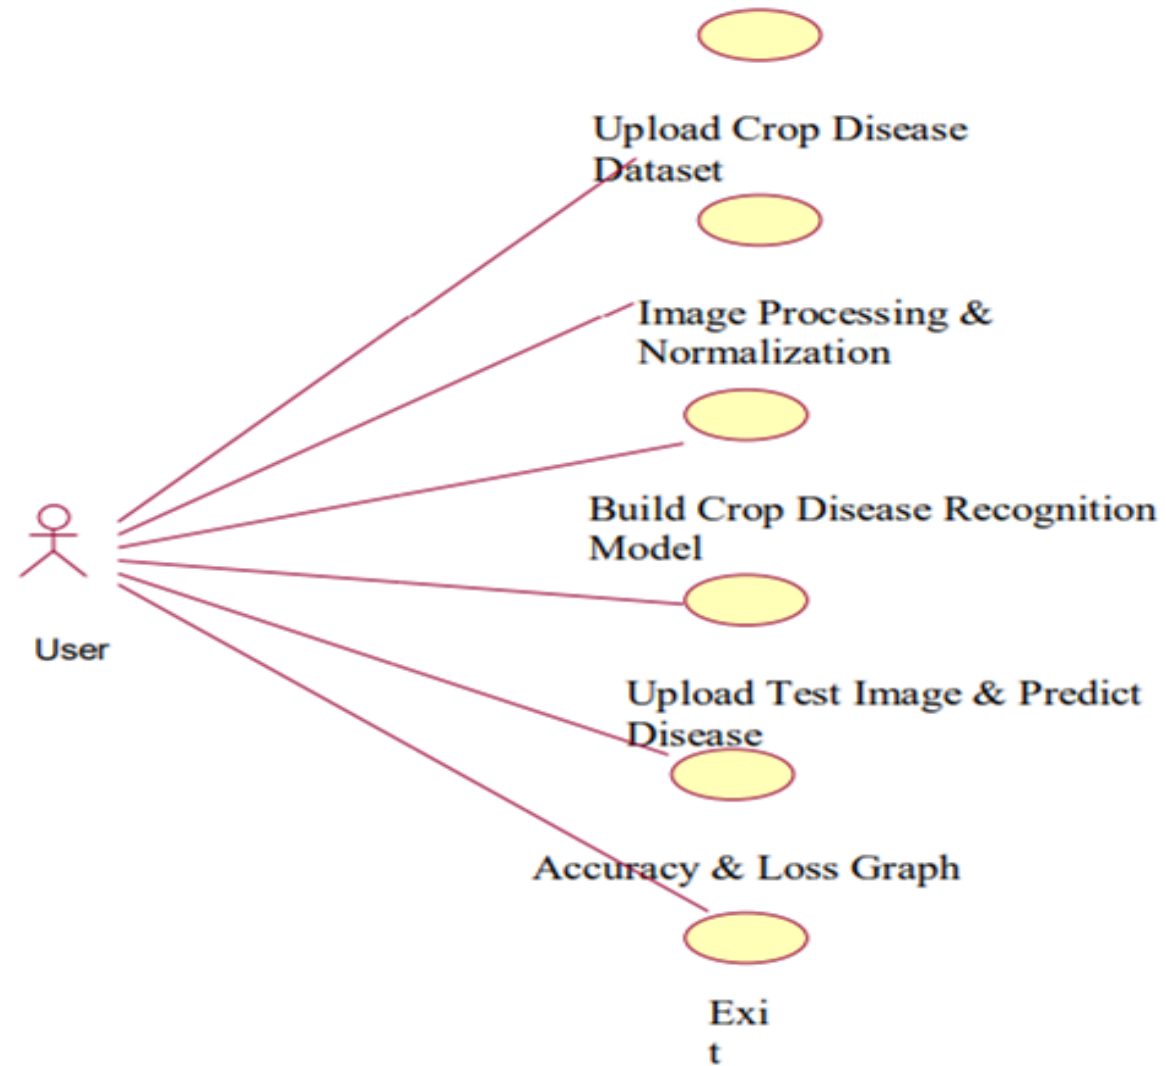 Upload Crop Disease
Dataset
Image Processing &
Normalization
Build Crop Disease Recognition
Model
User
Upload Test Image & Predict
Disease
Accuracy & Loss Graph
Exi
t